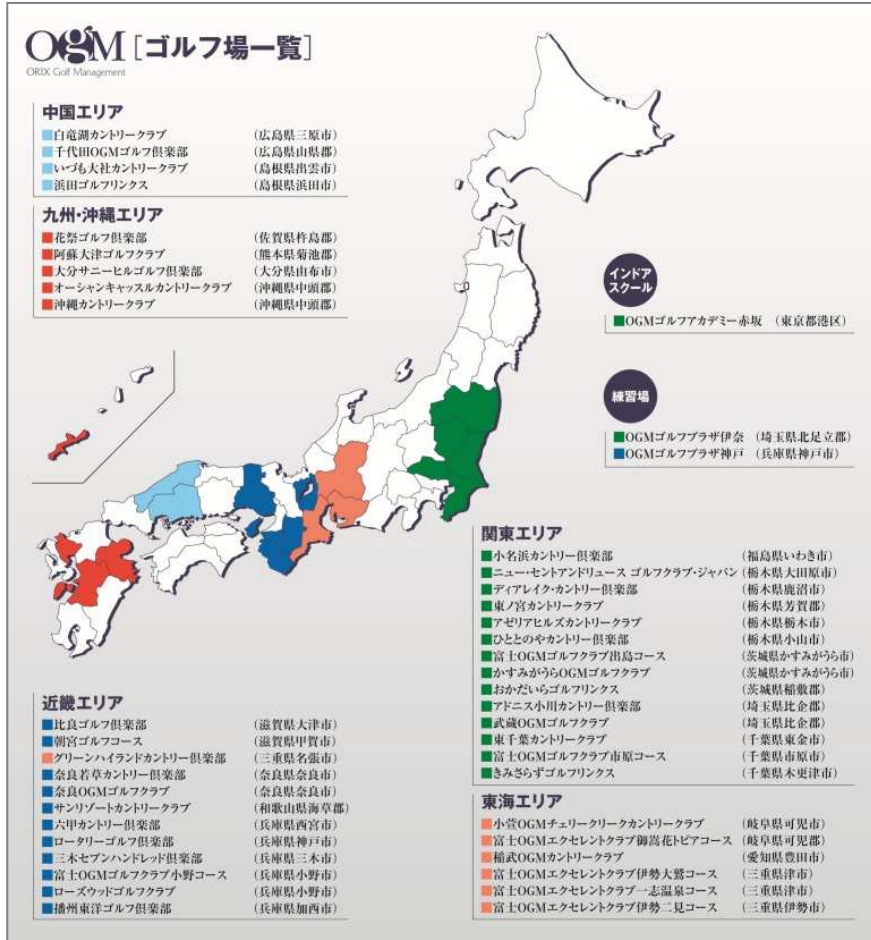 OGM [ゴルフ場一覧]
ORIX Golf Management
中国エリア
白竜湖カントリークラブ (広島県三原市)
千代田OGMゴルフ倶楽部 (広島県山県郡)
いづも大社カントリークラブ (島根県出雲市)
浜田ゴルフリンクス (島根県浜田市)
九州・沖縄エリア
花祭ゴルフ倶楽部 (佐賀県杵島郡)
阿蘇大津ゴルフクラブ (熊本県菊池郡)
大分サニーヒルゴルフ倶楽部 (大分県由布市)
オーシャンキャッスルカントリークラブ (沖縄県中頭郡)
沖縄カントリークラブ (沖縄県中頭郡)
インドア
スクール
OGMゴルフアカデミー赤坂 (東京都港区)
練習場
OGMゴルフプラザ伊奈 (埼玉県北足立郡)
OGMゴルフプラザ神戸 (兵庫県神戸市)
関東エリア
小名浜カントリー倶楽部 (福島県いわき市)
ニュー・セントアンドリュース ゴルフクラブ・ジャパン (栃木県大田原市)
ディアレイク・カントリー倶楽部 (栃木県鹿沼市)
東ノ宮カントリークラブ (栃木県芳賀郡)
アゼリアヒルズカントリークラブ (栃木県栃木市)
ひととのやカントリー倶楽部 (栃木県小山市)
富士OGMゴルフクラブ出島コース (茨城県かすみがうら市)
かすみがうらOGMゴルフクラブ (茨城県かすみがうら市)
おかだいらゴルフリンクス (茨城県稲敷郡)
アドニス小川カントリー倶楽部 (埼玉県比企郡)
武蔵OGMゴルフクラブ (埼玉県比企郡)
東千葉カントリークラブ (千葉県東金市)
富士OGMゴルフクラブ市原コース (千葉県市原市)
きみさらずゴルフリンクス (千葉県木更津市)
近畿エリア
比良ゴルフ倶楽部 (滋賀県大津市)
朝宮ゴルフコース (滋賀県甲賀市)
グリーンハイランドカントリー倶楽部 (三重県名張市)
奈良若草カントリー倶楽部 (奈良県奈良市)
奈良OGMゴルフクラブ (奈良県奈良市)
サンリゾートカントリークラブ (和歌山県海草郡)
六甲カントリー倶楽部 (兵庫県西宮市)
ロータリーゴルフ倶楽部 (兵庫県神戸市)
三木セブンハンドレッド倶楽部 (兵庫県三木市)
富士OGMゴルフクラブ小野コース (兵庫県小野市)
ローズウッドゴルフクラブ (兵庫県小野市)
播州東洋ゴルフ倶楽部 (兵庫県加西市)
東海エリア
小萱OGMチェリークリークカントリークラブ (岐阜県可児市)
富士OGMエクセレントクラブ御嵩花トピアコース (岐阜県可児郡)
稲武OGMカントリークラブ (愛知県豊田市)
富士OGMエクセレントクラブ伊勢大鷲コース (三重県津市)
富士OGMエクセレントクラブ一志温泉コース (三重県津市)
富士OGMエクセレントクラブ伊勢二見コース (三重県伊勢市)